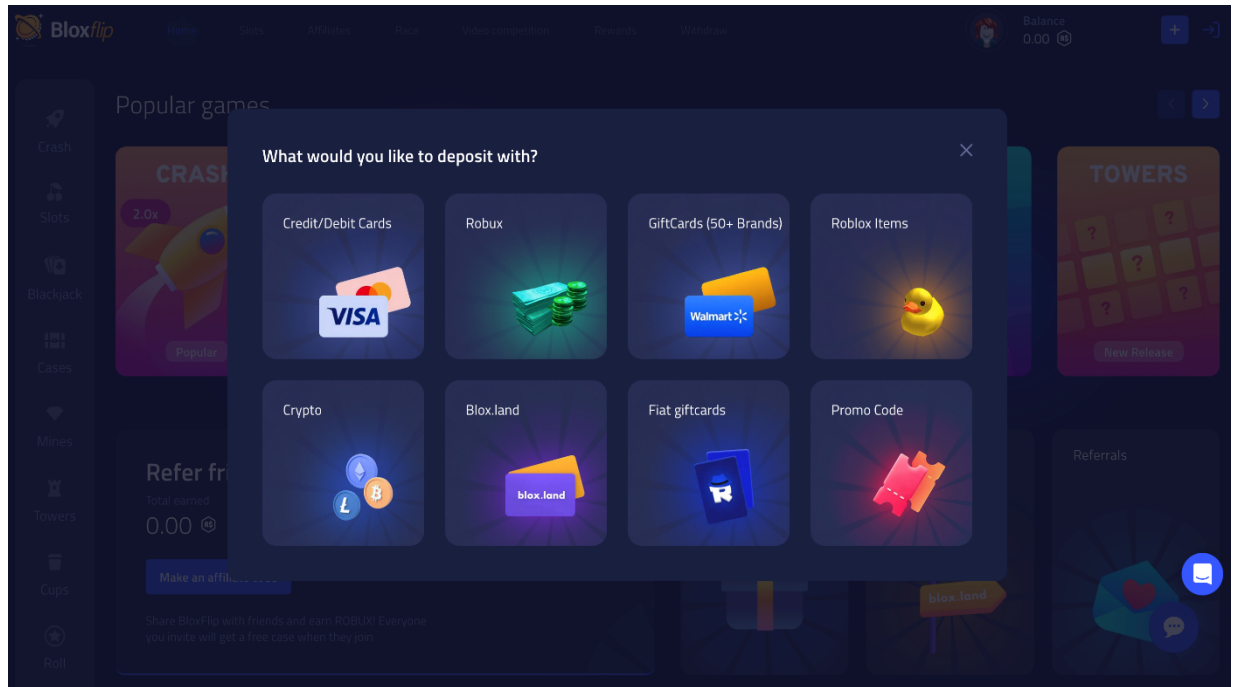 Bloxflip
Home
Slots
Affiliates
Race
Video competition
Rewards
Withdraw
Balance
0.00
+
Popular games
Crash
Slots
Blackjack
Cases
Mines
Towers
Cups
Roll
CRASH
2.0x
Popular
TOWERS
? ? ? ? ?
New Release
What would you like to deposit with?
Credit/Debit Cards
VISA
Robux
GiftCards (50+ Brands)
Walmart
Roblox Items
Crypto
Blox.land
blox.land
Fiat giftcards
R
Promo Code
Refer
Total earned
0.00
Make an
Share BloxFlip with friends and earn ROBUX! Everyone
you invite will get a free case when they join
blox.land
Referrals